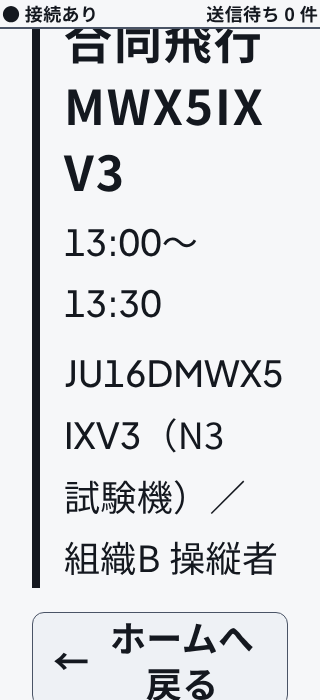 ● 接続あり 送信待ち 0 件
合同飛行
MWX5IX
V3
13:00～
13:30
JU16DMWX5
IXV3（N3
試験機）／
組織B 操縦者
← ホームへ
戻る